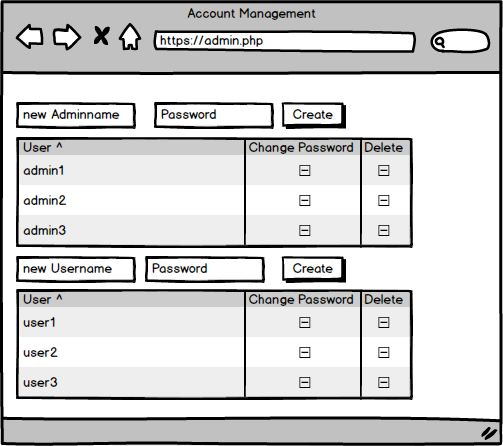 Account Management
https://admin.php
new Adminname Password Create
User ^ Change Password Delete
admin1
admin2
admin3
new Username Password Create
User ^ Change Password Delete
user1
user2
user3